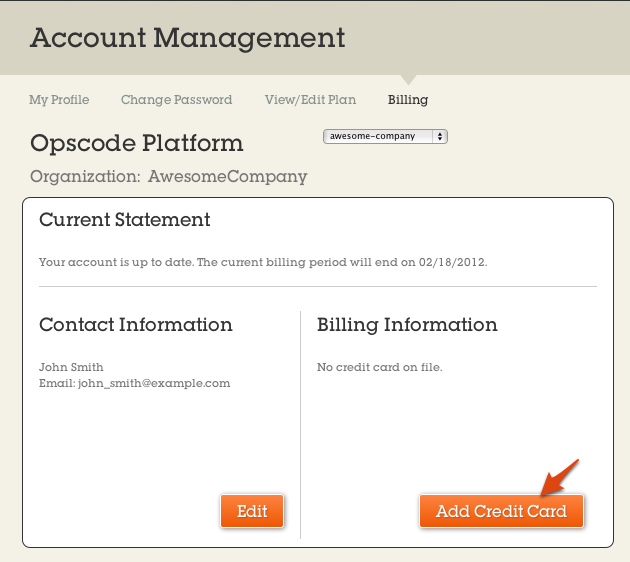 Account Management
My Profile Change Password View/Edit Plan Billing
Opscode Platform awesome-company
Organization: AwesomeCompany
Current Statement
Your account is up to date. The current billing period will end on 02/18/2012.
Contact Information
John Smith
Email: john_smith@example.com
Edit
Billing Information
No credit card on file.
Add Credit Card